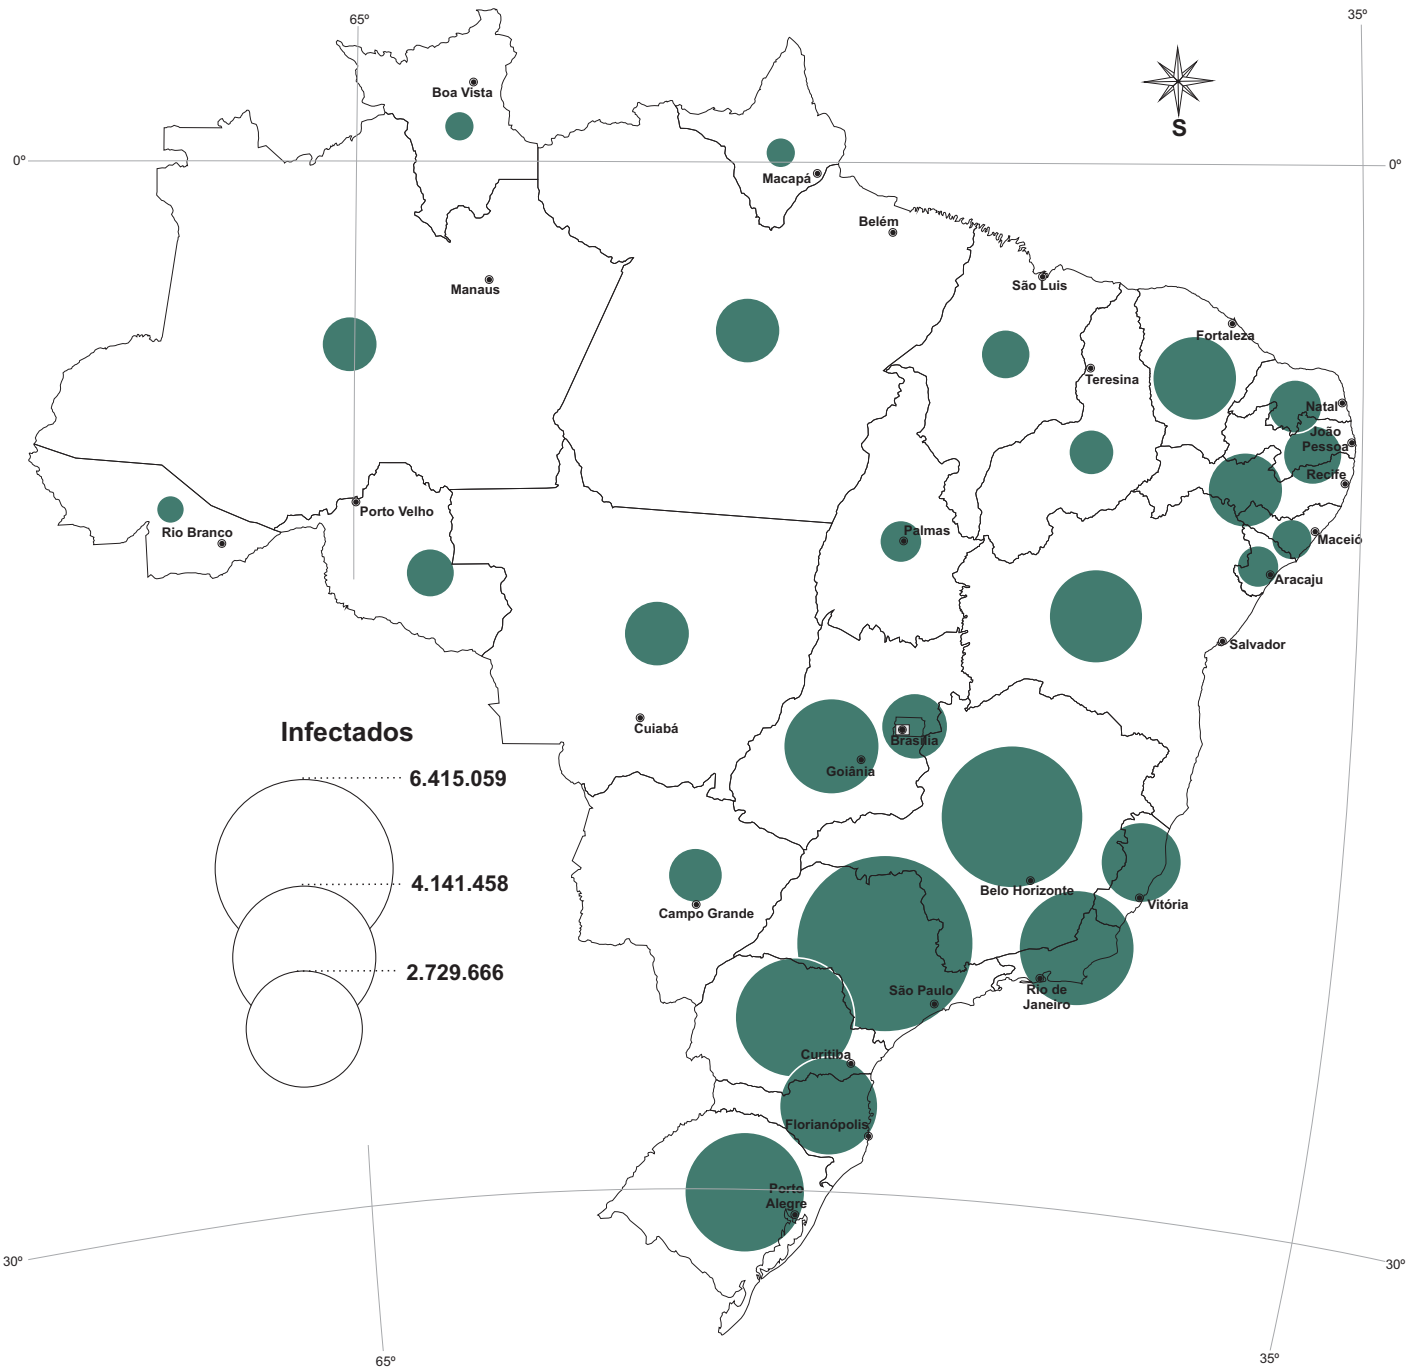 65º
35º
Boa Vista
S
0º
0º
Macapá
Belém
Manaus
São Luis
Fortaleza
Teresina
Natal
João
Pessoa
Recife
Porto Velho
Rio Branco
Palmas
Maceió
Aracaju
Salvador
Cuiabá
Brasília
Goiânia
Infectados
6.415.059
4.141.458
2.729.666
Belo Horizonte
Vitória
Campo Grande
São Paulo
Rio de
Janeiro
Curitiba
Florianópolis
Porto
Alegre
30º
30º
65º
35º